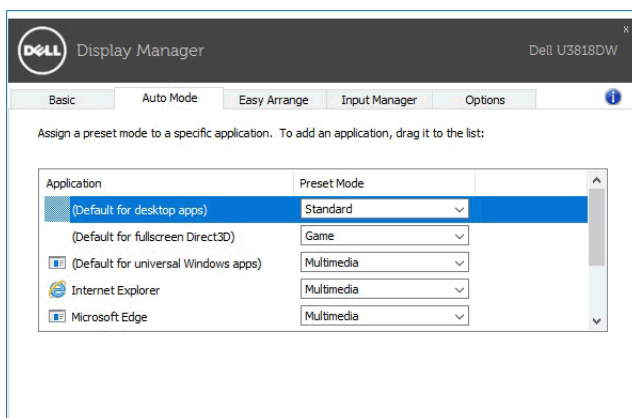 DELL Display Manager Dell U3818DW x
Basic Auto Mode Easy Arrange Input Manager Options i
Assign a preset mode to a specific application. To add an application, drag it to the list:
Application Preset Mode
(Default for desktop apps) Standard
(Default for fullscreen Direct3D) Game
(Default for universal Windows apps) Multimedia
Internet Explorer Multimedia
Microsoft Edge Multimedia